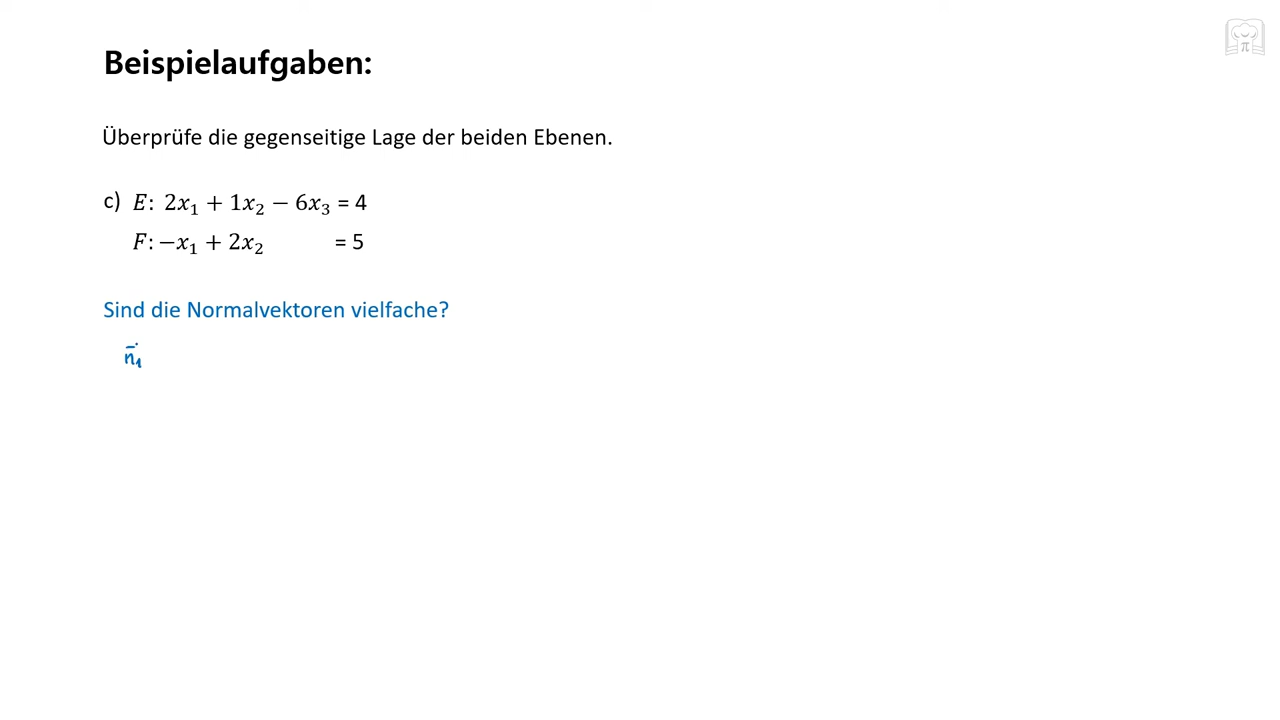 Beispielaufgaben:
Überprüfe die gegenseitige Lage der beiden Ebenen.
c) E: 2x₁ + 1x₂ − 6x₃ = 4
F: −x₁ + 2x₂ = 5
Sind die Normalvektoren vielfache?
n₁
π